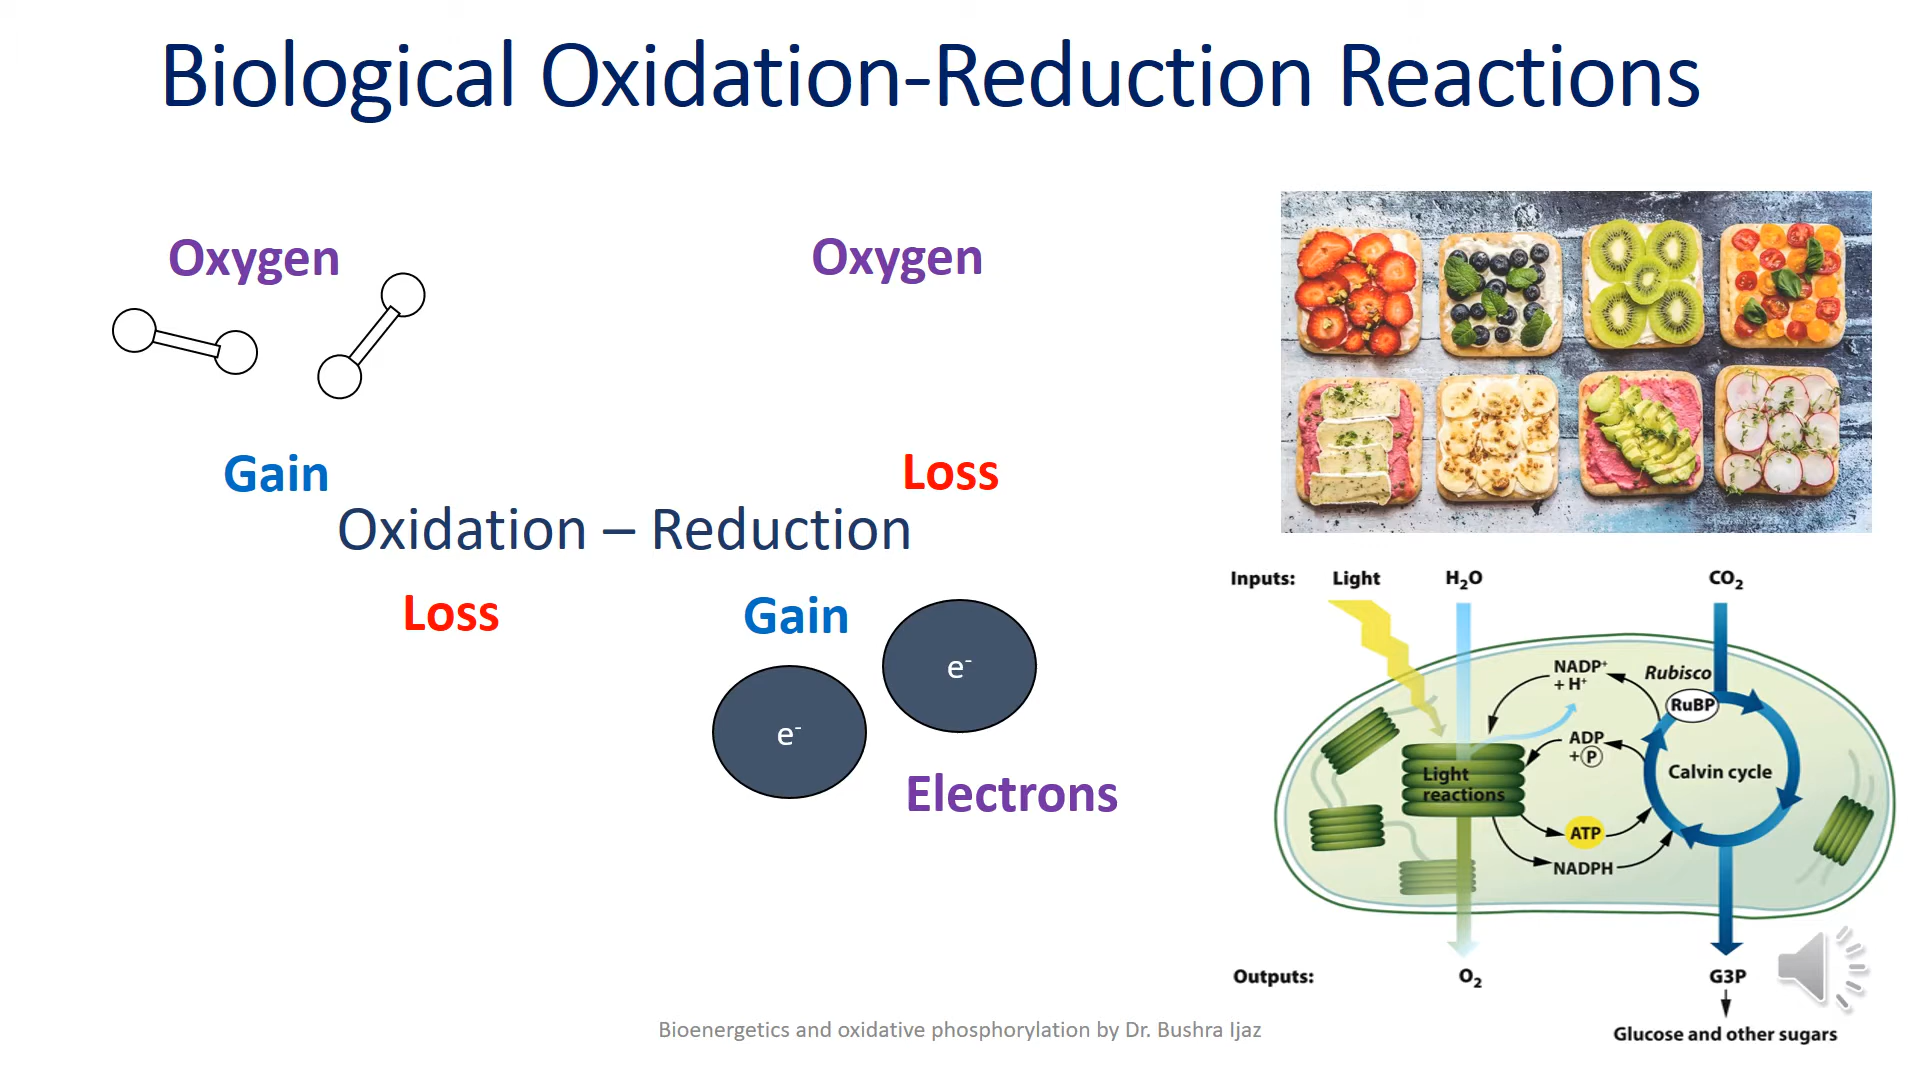 Biological Oxidation-Reduction Reactions
Oxygen
Oxygen
Gain
Loss
Oxidation – Reduction
Loss
Gain
e⁻
e⁻
Electrons
Inputs: Light H₂O CO₂
NADP⁺
+ H⁺
Rubisco
RuBP
ADP
+ P
Light
reactions
Calvin cycle
ATP
NADPH
Outputs: O₂ G3P
Glucose and other sugars
Bioenergetics and oxidative phosphorylation by Dr. Bushra Ijaz